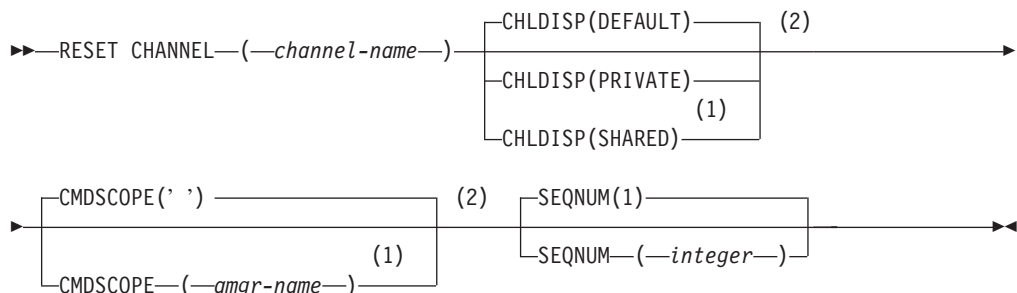 CHLDISP(DEFAULT) (2)
RESET CHANNEL ( channel-name )
CHLDISP(PRIVATE)
(1)
CHLDISP(SHARED)
CMDSCOPE(’ ’) (2) SEQNUM(1)
(1) SEQNUM ( integer )
CMDSCOPE ( qmgr-name )